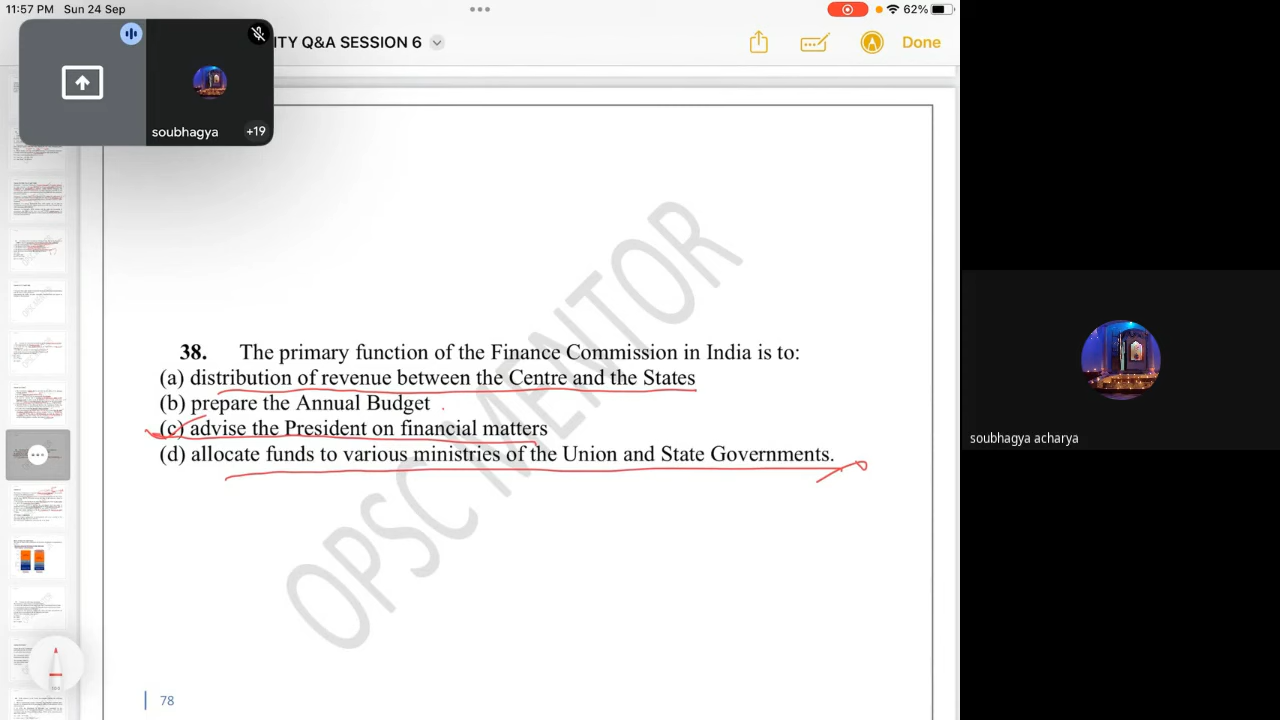 11:57 PM Sun 24 Sep
62%
ITY Q&A SESSION 6
Done
soubhagya
+19
38. The primary function of the Finance Commission in India is to:
(a) distribution of revenue between the Centre and the States
(b) prepare the Annual Budget
(c) advise the President on financial matters
(d) allocate funds to various ministries of the Union and State Governments.
OPSC MENTOR
78
soubhagya acharya